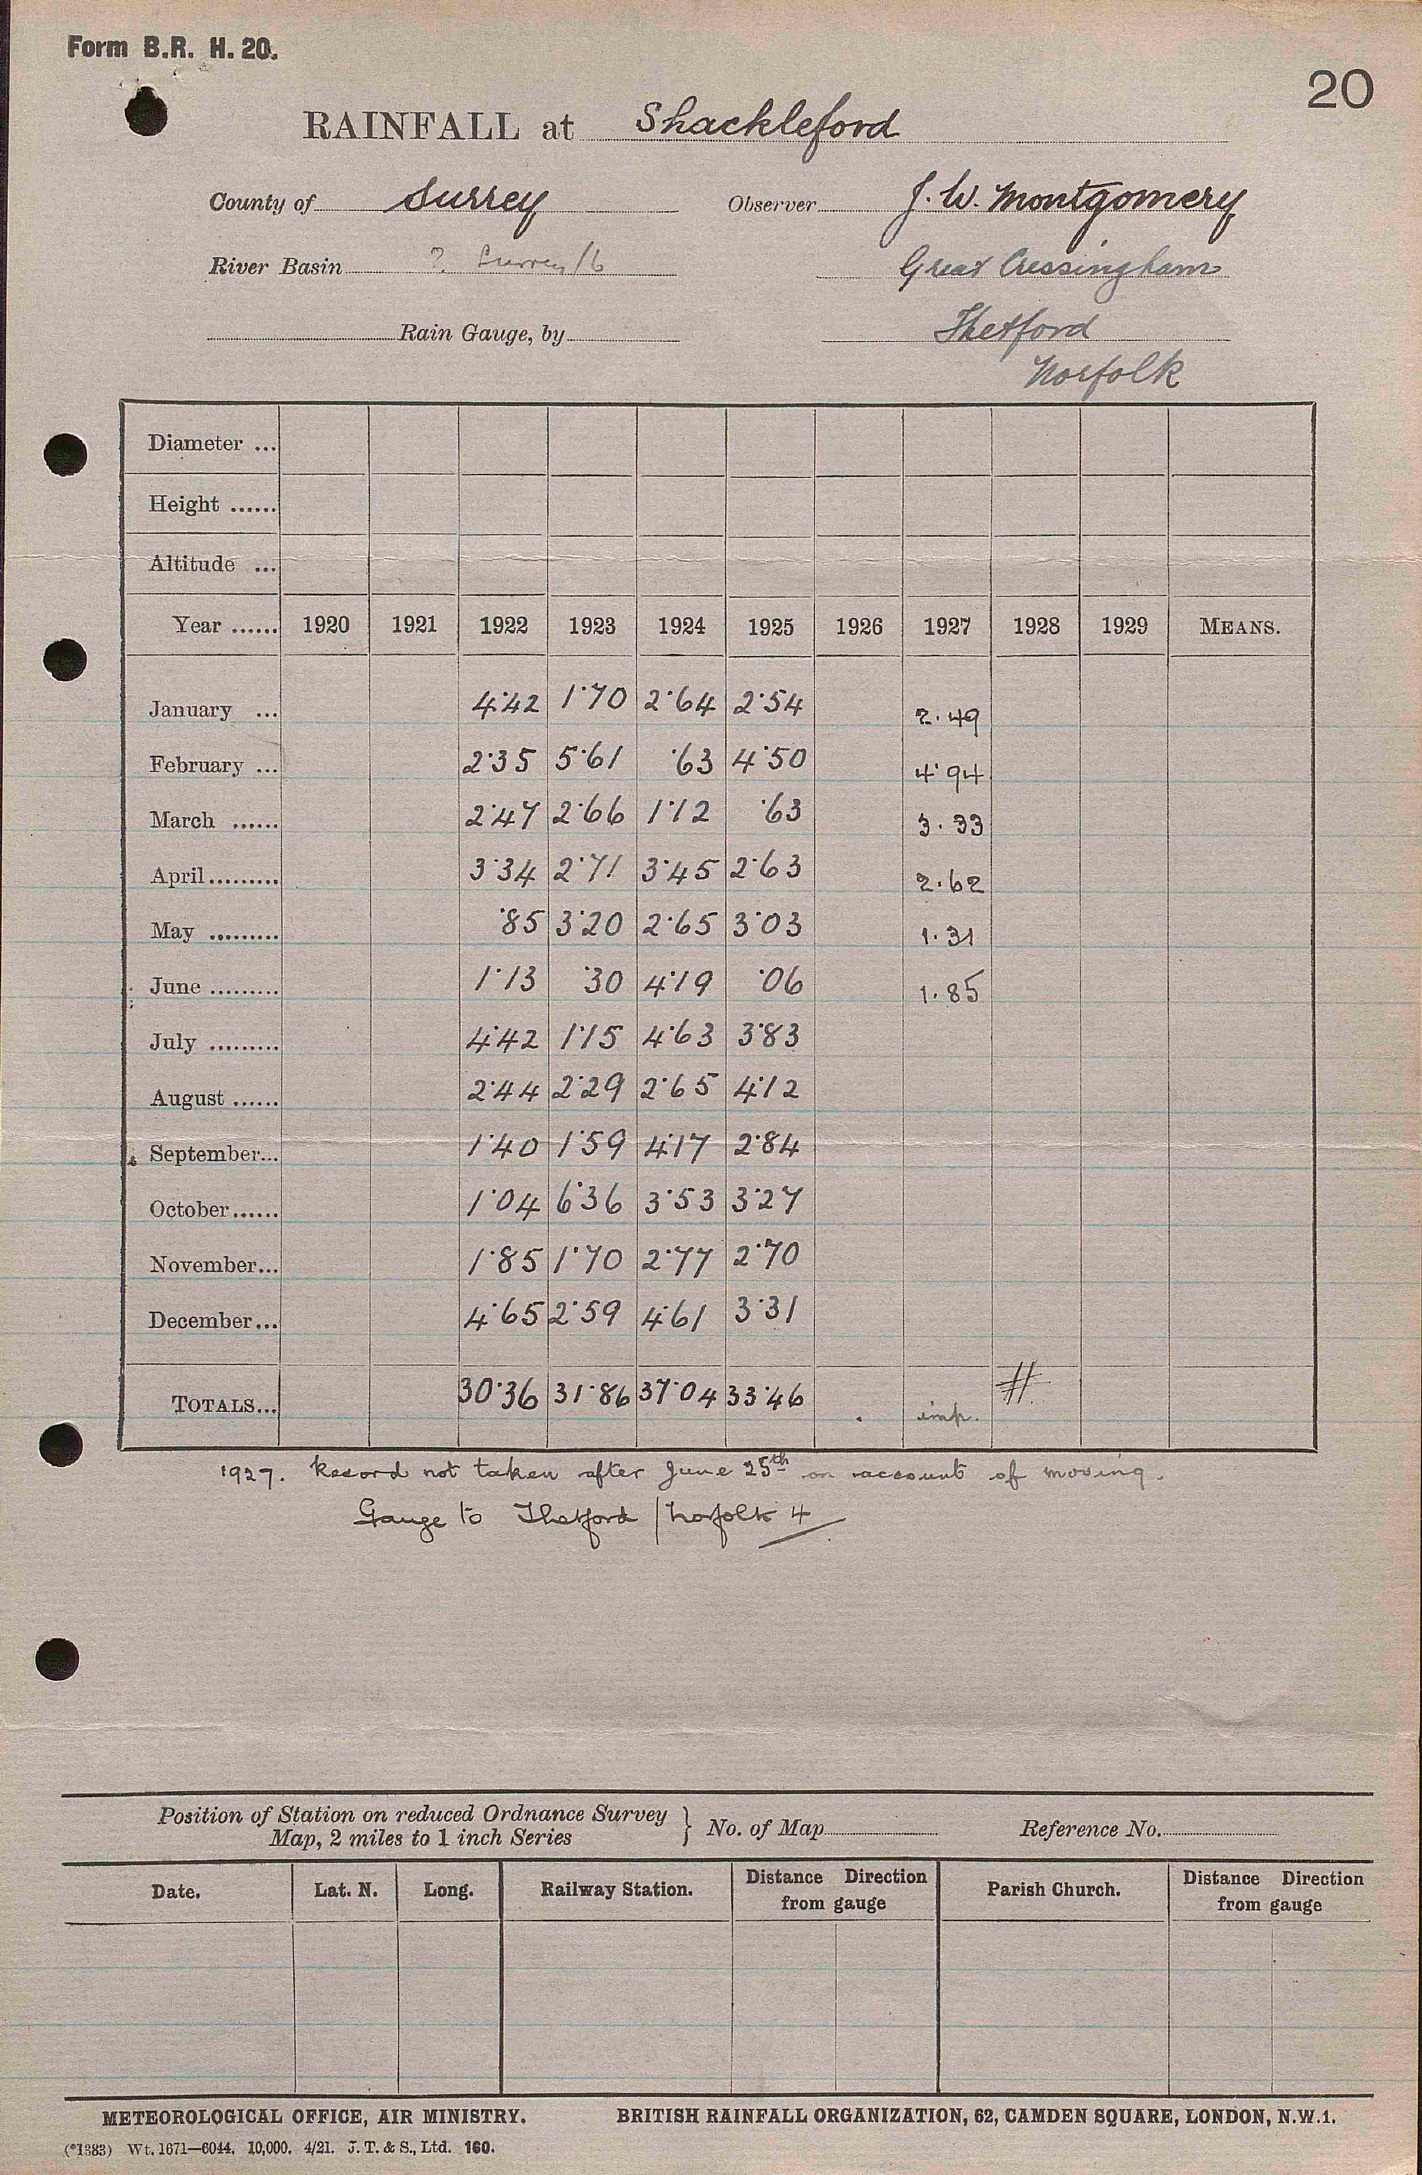 Form B.R. H. 20.
20
RAINFALL at Shackleford
County of Surrey Observer J. W. Montgomery
River Basin ? Surrey/6 Great Cressingham
Rain Gauge, by Thetford
Norfolk
Diameter ...
Height ......
Altitude ...
Year ...... 1920 1921 1922 1923 1924 1925 1926 1927 1928 1929 MEANS.
January ... 4·42 1·70 2·64 2·54 2.49
February ... 2·35 5·61 ·63 4·50 4·94
March ...... 2·47 2·66 1·12 ·63 3.33
April......... 3·34 2·71 3·45 2·63 2.62
May ......... ·85 3·20 2·65 3·03 1.31
June ......... 1·13 ·30 4·19 ·06 1.85
July ......... 4·42 1·15 4·63 3·83
August ...... 2·44 2·29 2·65 4·12
September... 1·40 1·59 4·17 2·84
October...... 1·04 6·36 3·53 3·27
November... 1·85 1·70 2·77 2·70
December... 4·65 2·59 4·61 3·31
TOTALS... 30·36 31·86 37·04 33·46 . imp. #
1927. Record not taken after June 25th on account of moving.
Gauge to Thetford /Norfolk 4
Position of Station on reduced Ordnance Survey
Map, 2 miles to 1 inch Series } No. of Map Reference No.
Date. Lat. N. Long. Railway Station. Distance Direction from gauge Parish Church. Distance Direction from gauge
METEOROLOGICAL OFFICE, AIR MINISTRY. BRITISH RAINFALL ORGANIZATION, 62, CAMDEN SQUARE, LONDON, N.W.1.
(*1383) Wt. 1671—6044. 10,000. 4/21. J. T. & S., Ltd. 160.